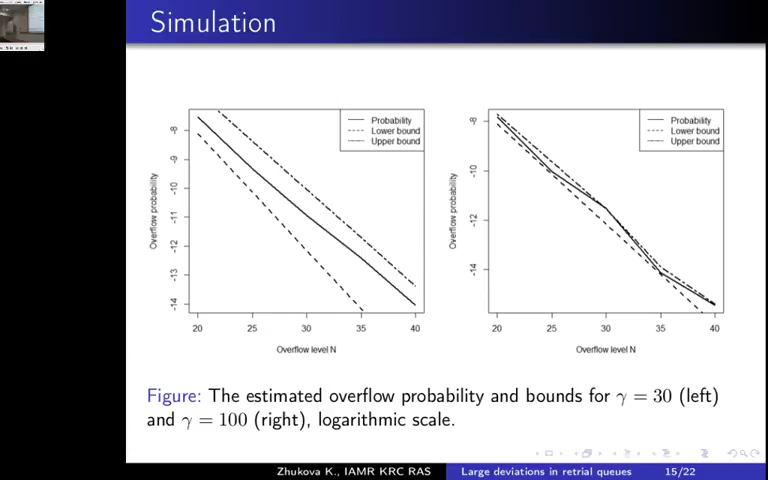 Simulation
Probability
Lower bound
Upper bound
-8
-9
-10
-11
-12
-13
-14
Overflow probability
20 25 30 35 40
Overflow level N
Probability
Lower bound
Upper bound
-8
-10
-12
-14
Overflow probability
20 25 30 35 40
Overflow level N
Figure: The estimated overflow probability and bounds for γ = 30 (left)
and γ = 100 (right), logarithmic scale.
Zhukova K., IAMR KRC RAS Large deviations in retrial queues 15/22